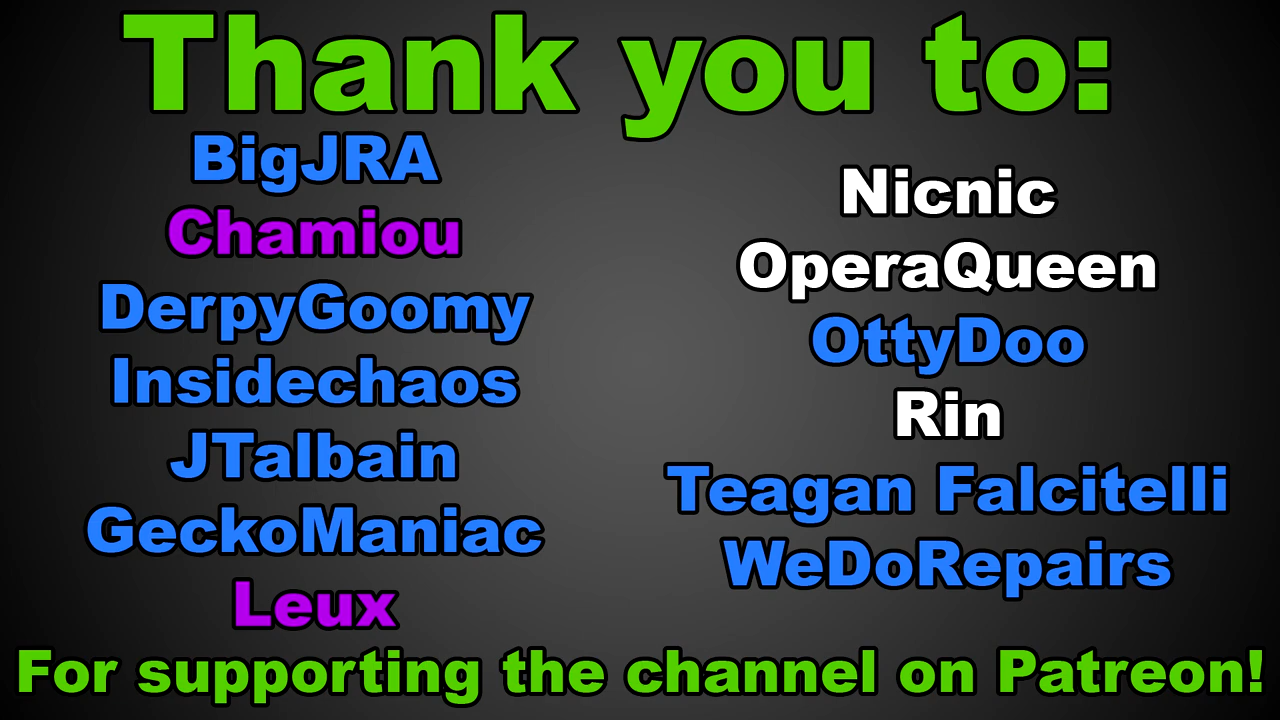 Thank you to:
BigJRA
Chamiou
DerpyGoomy
Insidechaos
JTalbain
GeckoManiac
Leux
Nicnic
OperaQueen
OttyDoo
Rin
Teagan Falcitelli
WeDoRepairs
For supporting the channel on Patreon!